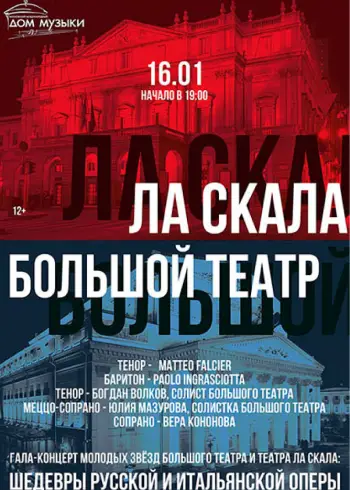 ДОМ МУЗЫКИ
16.01
НАЧАЛО В 19:00
ЛА СКАЛА
ЛА СКАЛА
12+
БОЛЬШОЙ ТЕАТР
БОЛЬШОЙ
ТЕНОР - MATTEO FALCIER
БАРИТОН - PAOLO INGRASCIOTTA
ТЕНОР - БОГДАН ВОЛКОВ, СОЛИСТ БОЛЬШОГО ТЕАТРА
МЕЦЦО-СОПРАНО - ЮЛИЯ МАЗУРОВА, СОЛИСТКА БОЛЬШОГО ТЕАТРА
СОПРАНО - ВЕРА КОНОНОВА
ГАЛА-КОНЦЕРТ МОЛОДЫХ ЗВЁЗД БОЛЬШОГО ТЕАТРА И ТЕАТРА ЛА СКАЛА:
ШЕДЕВРЫ РУССКОЙ И ИТАЛЬЯНСКОЙ ОПЕРЫ